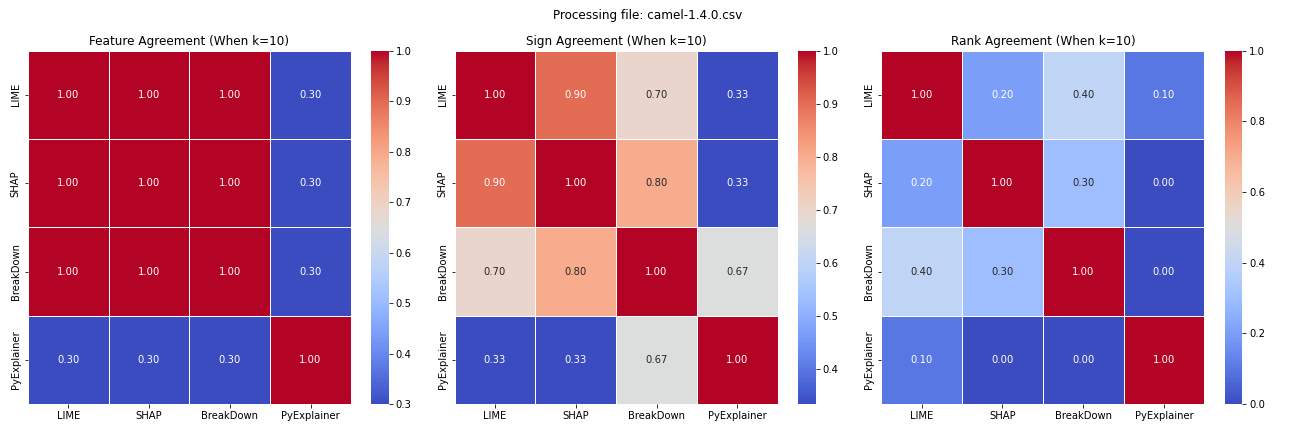 Processing file: camel-1.4.0.csv
Feature Agreement (When k=10)
LIME
SHAP
BreakDown
PyExplainer
1.00 1.00 1.00 0.30
1.00 1.00 1.00 0.30
1.00 1.00 1.00 0.30
0.30 0.30 0.30 1.00
LIME SHAP BreakDown PyExplainer
1.0
0.9
0.8
0.7
0.6
0.5
0.4
0.3
Sign Agreement (When k=10)
LIME
SHAP
BreakDown
PyExplainer
1.00 0.90 0.70 0.33
0.90 1.00 0.80 0.33
0.70 0.80 1.00 0.67
0.33 0.33 0.67 1.00
LIME SHAP BreakDown PyExplainer
1.0
0.9
0.8
0.7
0.6
0.5
0.4
Rank Agreement (When k=10)
LIME
SHAP
BreakDown
PyExplainer
1.00 0.20 0.40 0.10
0.20 1.00 0.30 0.00
0.40 0.30 1.00 0.00
0.10 0.00 0.00 1.00
LIME SHAP BreakDown PyExplainer
1.0
0.8
0.6
0.4
0.2
0.0